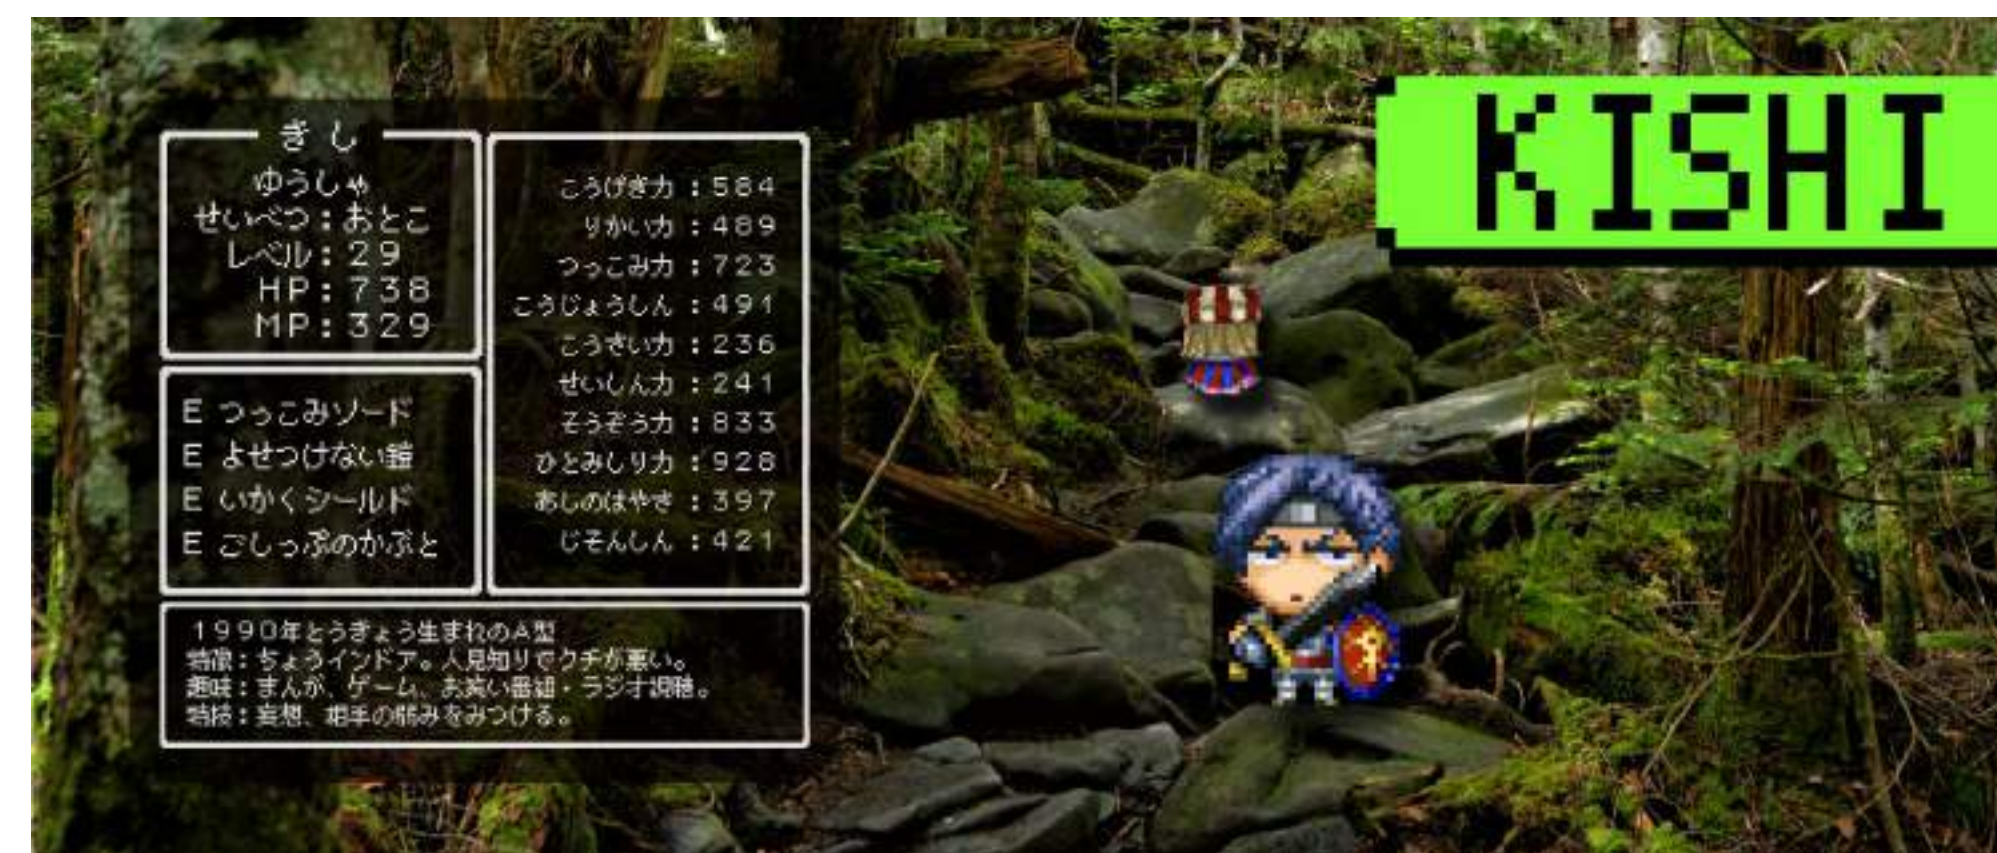 きし
ゆうしゃ
せいべつ：おとこ
レベル：29
HP：738
MP：329
E つっこみソード
E よせつけない鎧
E いかくシールド
E ごしっぷのかぶと
こうげき力：584
りかい力：489
つっこみ力：723
こうじょうしん：491
こうさい力：236
せいしん力：241
そうぞう力：833
ひとみしり力：928
あしのはやさ：397
じそんしん：421
1990年とうきょう生まれのA型
特徴：ちょうインドア。人見知りでクチが悪い。
趣味：まんが、ゲーム、お笑い番組・ラジオ視聴。
特技：妄想、相手の弱みをみつける。
KISHI